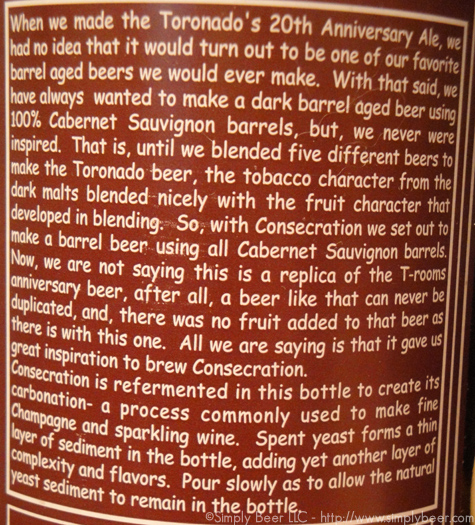 When we made the Toronado's 20th Anniversary Ale, we
had no idea that it would turn out to be one of our favorite
barrel aged beers we would ever make. With that said, we
have always wanted to make a dark barrel aged beer using
100% Cabernet Sauvignon barrels, but, we never were
inspired. That is, until we blended five different beers to
make the Toronado beer, the tobacco character from the
dark malts blended nicely with the fruit character that
developed in blending. So, with Consecration we set out to
make a barrel beer using all Cabernet Sauvignon barrels.
Now, we are not saying this is a replica of the T-rooms
anniversary beer, after all, a beer like that can never be
duplicated, and, there was no fruit added to that beer as
there is with this one. All we are saying is that it gave us
great inspiration to brew Consecration.
Consecration is refermented in this bottle to create its
carbonation- a process commonly used to make fine
Champagne and sparkling wine. Spent yeast forms a thin
layer of sediment in the bottle, adding yet another layer of
complexity and flavors. Pour slowly as to allow the natural
yeast sediment to remain in the bottle.
©Simply Beer LLC - http://www.simplybeer.com